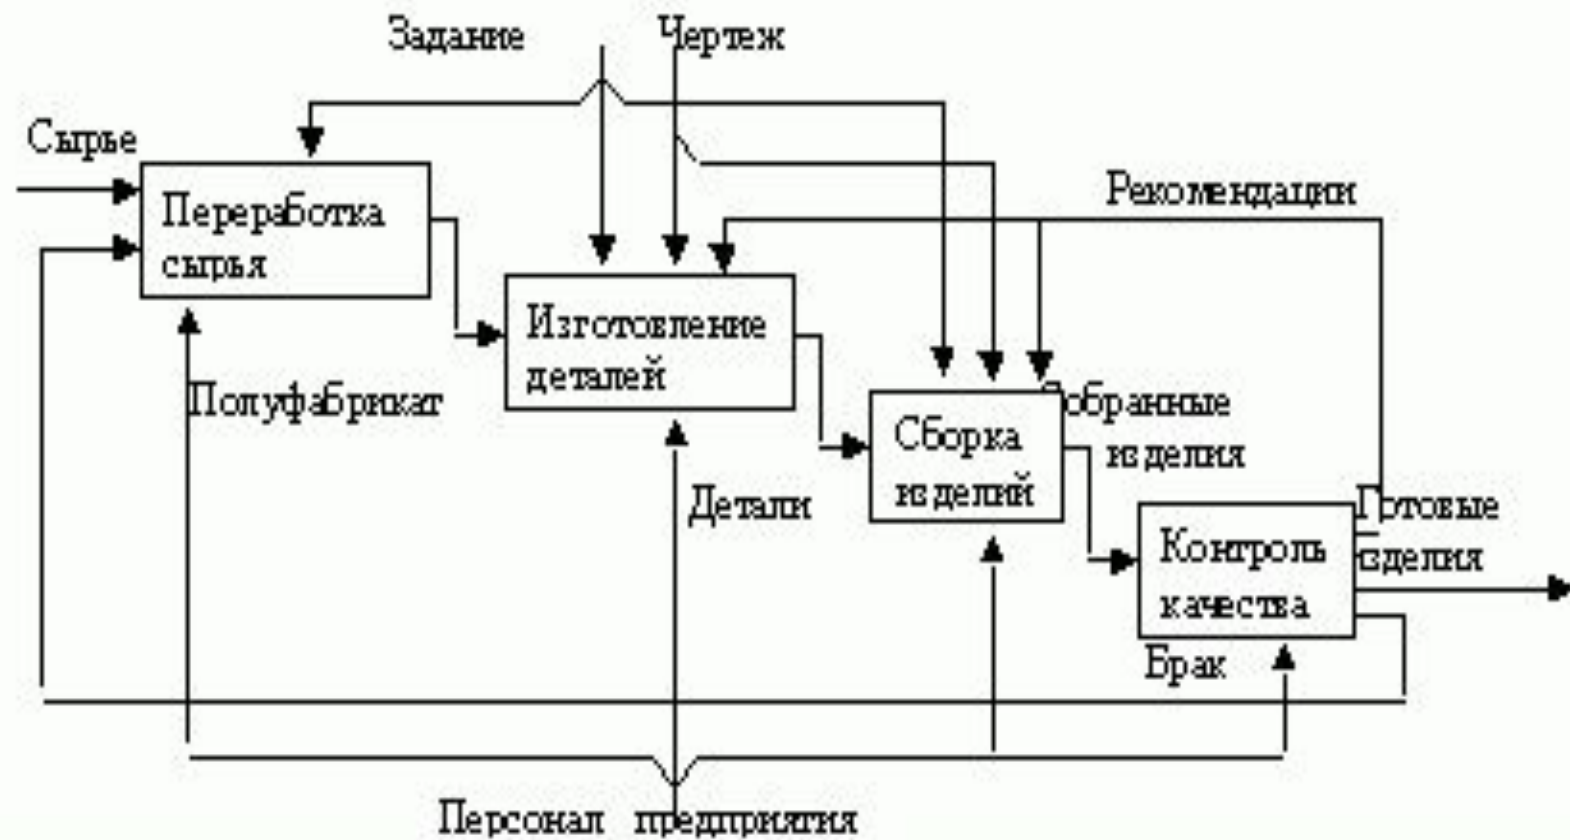 Задание Чертеж
Сырье
Рекомендации
Переработка
сырья
Изготовление
деталей
Полуфабрикат
Собранные
изделия
Сборка
изделий
Детали
Готовые
изделия
Контроль
качества
Брак
Персонал предприятия